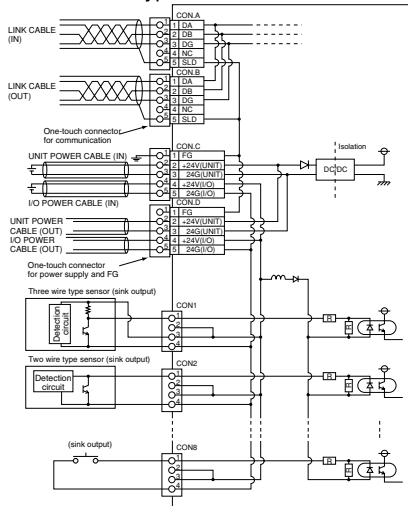 CON.A
LINK CABLE
(IN)
1 DA
2 DB
3 DG
4 NC
5 SLD
CON.B
LINK CABLE
(OUT)
1 DA
2 DB
3 DG
4 NC
5 SLD
One-touch connector
for communication
CON.C
UNIT POWER CABLE (IN)
I/O POWER CABLE (IN)
1 FG
2 +24V(UNIT)
3 24G(UNIT)
4 +24V(I/O)
5 24G(I/O)
Isolation
DC DC
CON.D
UNIT POWER
CABLE (OUT)
I/O POWER
CABLE (OUT)
1 FG
2 +24V(UNIT)
3 24G(UNIT)
4 +24V(I/O)
5 24G(I/O)
One-touch connector
for power supply and FG
Three wire type sensor (sink output)
Detection
circuit
CON1
1
2
3
4
R
R
Two wire type sensor (sink output)
Detection
circuit
CON2
1
2
3
4
R
R
(sink output)
CON8
1
2
3
4
R
R